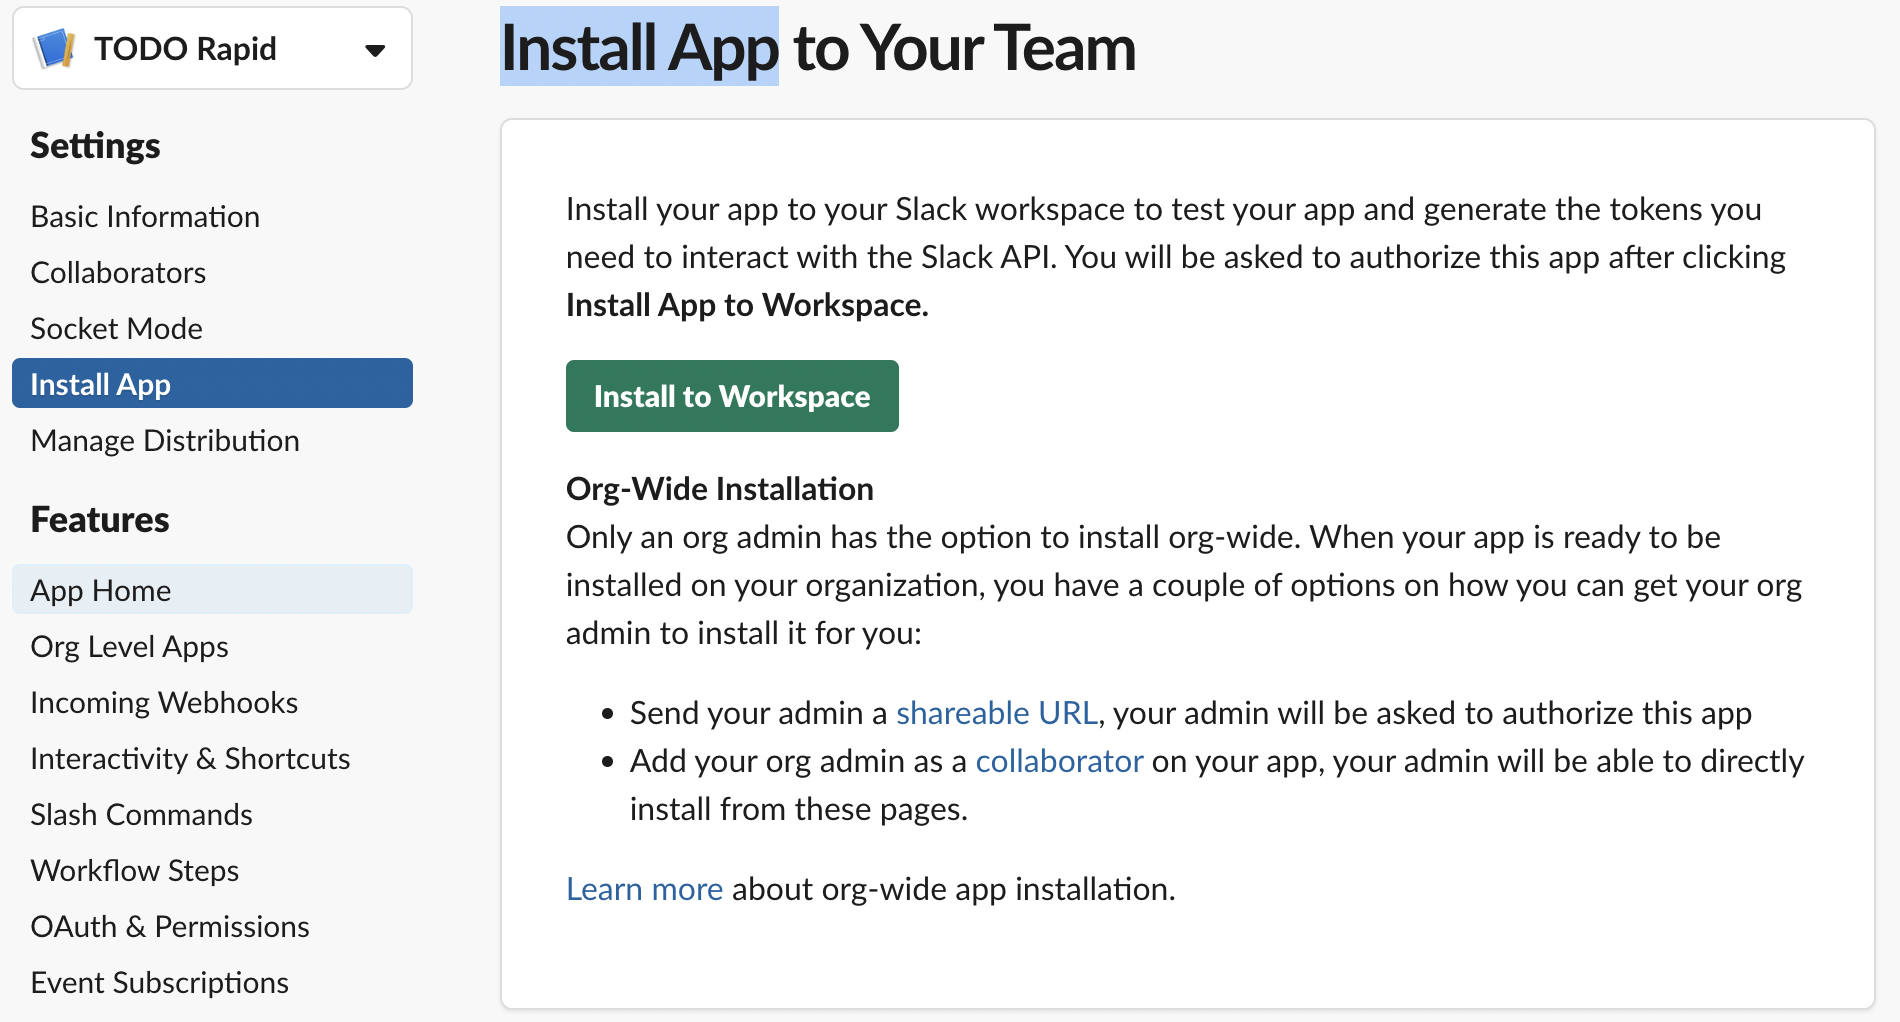 TODO Rapid
Settings
Basic Information
Collaborators
Socket Mode
Install App
Manage Distribution
Features
App Home
Org Level Apps
Incoming Webhooks
Interactivity & Shortcuts
Slash Commands
Workflow Steps
OAuth & Permissions
Event Subscriptions
Install App to Your Team
Install your app to your Slack workspace to test your app and generate the tokens you
need to interact with the Slack API. You will be asked to authorize this app after clicking
Install App to Workspace.
Install to Workspace
Org-Wide Installation
Only an org admin has the option to install org-wide. When your app is ready to be
installed on your organization, you have a couple of options on how you can get your org
admin to install it for you:
• Send your admin a shareable URL, your admin will be asked to authorize this app
• Add your org admin as a collaborator on your app, your admin will be able to directly
install from these pages.
Learn more about org-wide app installation.